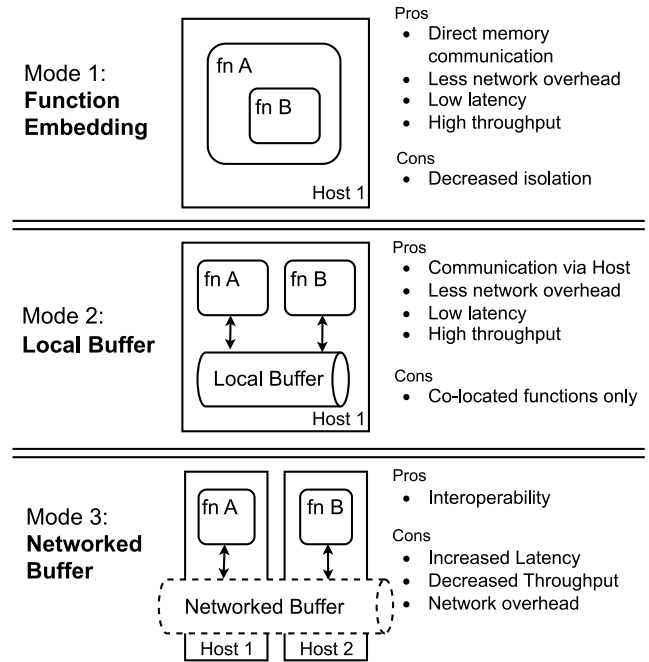 Mode 1:
Function
Embedding
fn A
fn B
Host 1
Pros
• Direct memory
communication
• Less network overhead
• Low latency
• High throughput
Cons
• Decreased isolation
Mode 2:
Local Buffer
fn A
fn B
Local Buffer
Host 1
Pros
• Communication via Host
• Less network overhead
• Low latency
• High throughput
Cons
• Co-located functions only
Mode 3:
Networked
Buffer
fn A
fn B
Networked Buffer
Host 1
Host 2
Pros
• Interoperability
Cons
• Increased Latency
• Decreased Throughput
• Network overhead